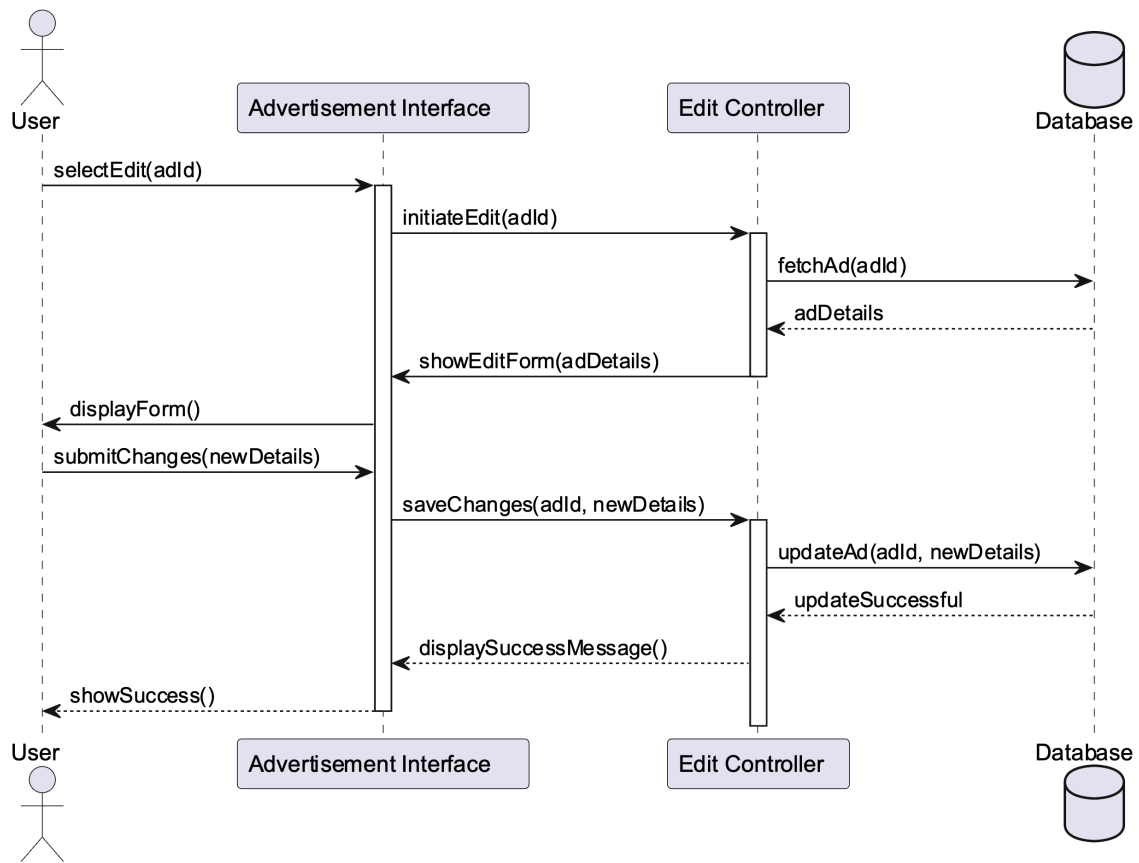 User
Advertisement Interface
Edit Controller
Database
selectEdit(adId)
initiateEdit(adId)
fetchAd(adId)
adDetails
showEditForm(adDetails)
displayForm()
submitChanges(newDetails)
saveChanges(adId, newDetails)
updateAd(adId, newDetails)
updateSuccessful
displaySuccessMessage()
showSuccess()
User
Advertisement Interface
Edit Controller
Database